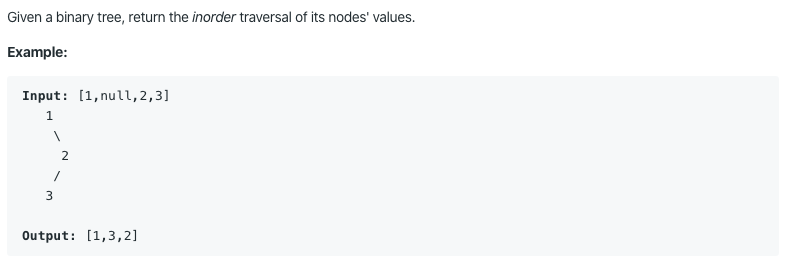 Given a binary tree, return the inorder traversal of its nodes' values.
Example:
Input: [1,null,2,3]
   1
    \
     2
    /
   3
Output: [1,3,2]